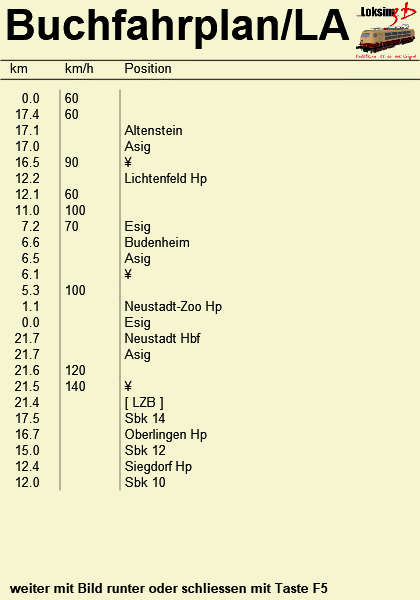 Buchfahrplan/LA
Loksim 3D
km km/h Position
0.0 60
17.4 60
17.1 Altenstein
17.0 Asig
16.5 90 ¥
12.2 Lichtenfeld Hp
12.1 60
11.0 100
7.2 70 Esig
6.6 Budenheim
6.5 Asig
6.1 ¥
5.3 100
1.1 Neustadt-Zoo Hp
0.0 Esig
21.7 Neustadt Hbf
21.7 Asig
21.6 120
21.5 140 ¥
21.4 [ LZB ]
17.5 Sbk 14
16.7 Oberlingen Hp
15.0 Sbk 12
12.4 Siegdorf Hp
12.0 Sbk 10
weiter mit Bild runter oder schliessen mit Taste F5